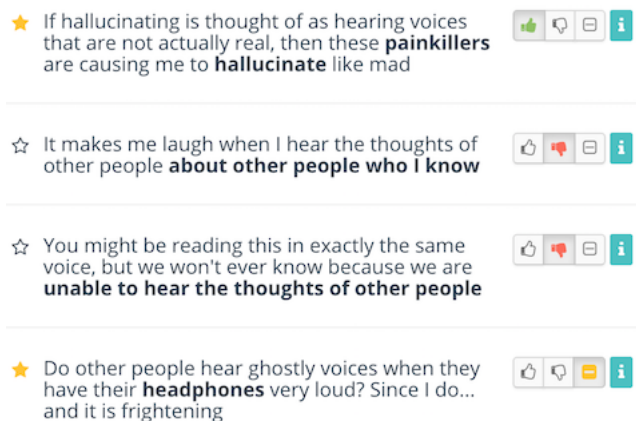 If hallucinating is thought of as hearing voices
that are not actually real, then these painkillers
are causing me to hallucinate like mad
It makes me laugh when I hear the thoughts of
other people about other people who I know
You might be reading this in exactly the same
voice, but we won't ever know because we are
unable to hear the thoughts of other people
Do other people hear ghostly voices when they
have their headphones very loud? Since I do...
and it is frightening